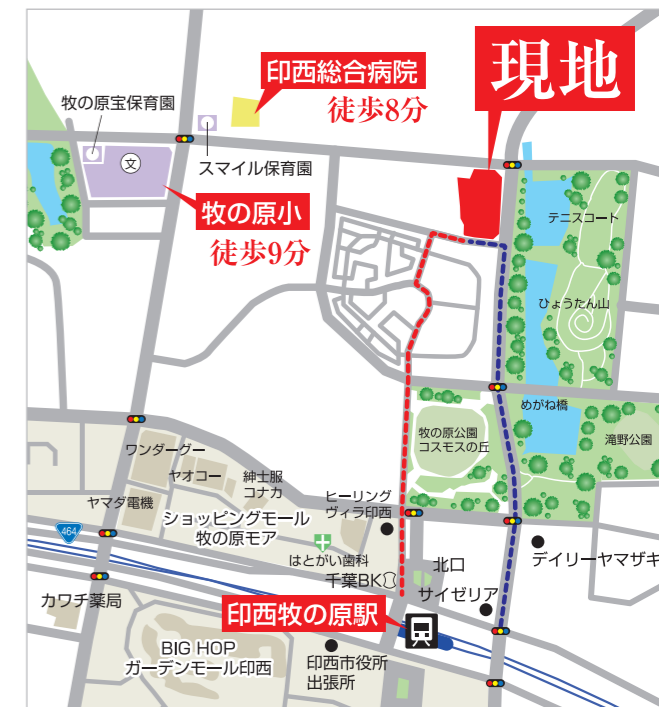 現地
印西総合病院
徒歩8分
牧の原宝保育園
文
スマイル保育園
牧の原小
徒歩9分
テニスコート
ひょうたん山
めがね橋
牧の原公園
コスモスの丘
滝野公園
ワンダーグー
ヤオコー
紳士服
コナカ
ヤマダ電機
ショッピングモール
牧の原モア
ヒーリング
ヴィラ印西
464
はとがい歯科
千葉BK
北口
デイリーヤマザキ
サイゼリア
カワチ薬局
印西牧の原駅
BIG HOP
ガーデンモール印西
印西市役所
出張所